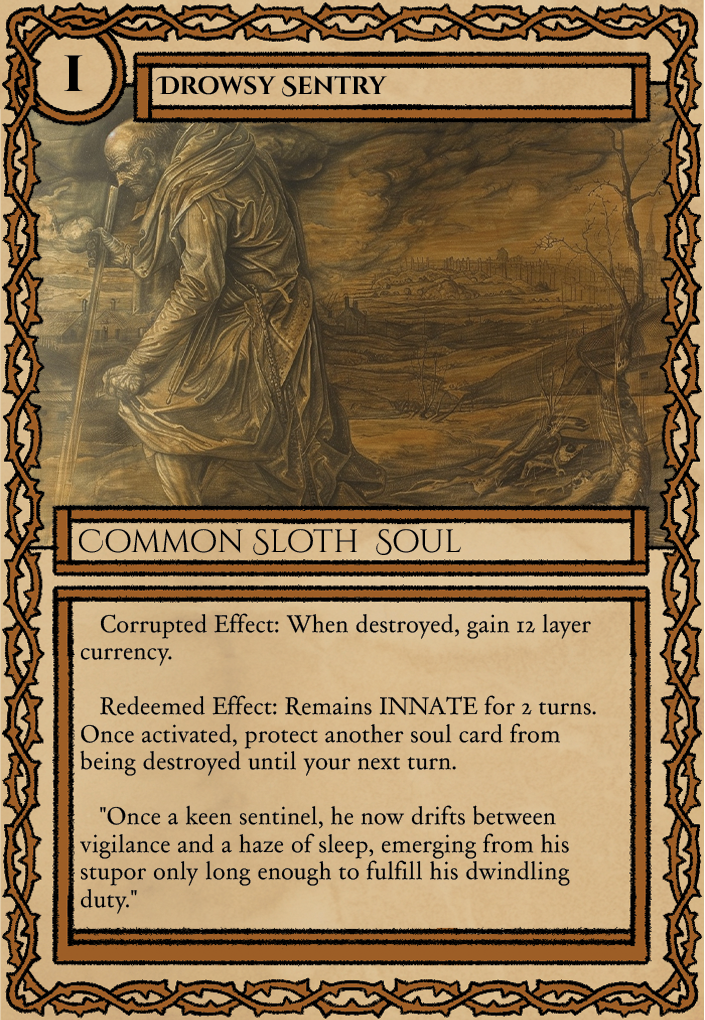 I
Drowsy Sentry
Common Sloth Soul
Corrupted Effect: When destroyed, gain 12 layer
currency.
Redeemed Effect: Remains INNATE for 2 turns.
Once activated, protect another soul card from
being destroyed until your next turn.
"Once a keen sentinel, he now drifts between
vigilance and a haze of sleep, emerging from his
stupor only long enough to fulfill his dwindling
duty."